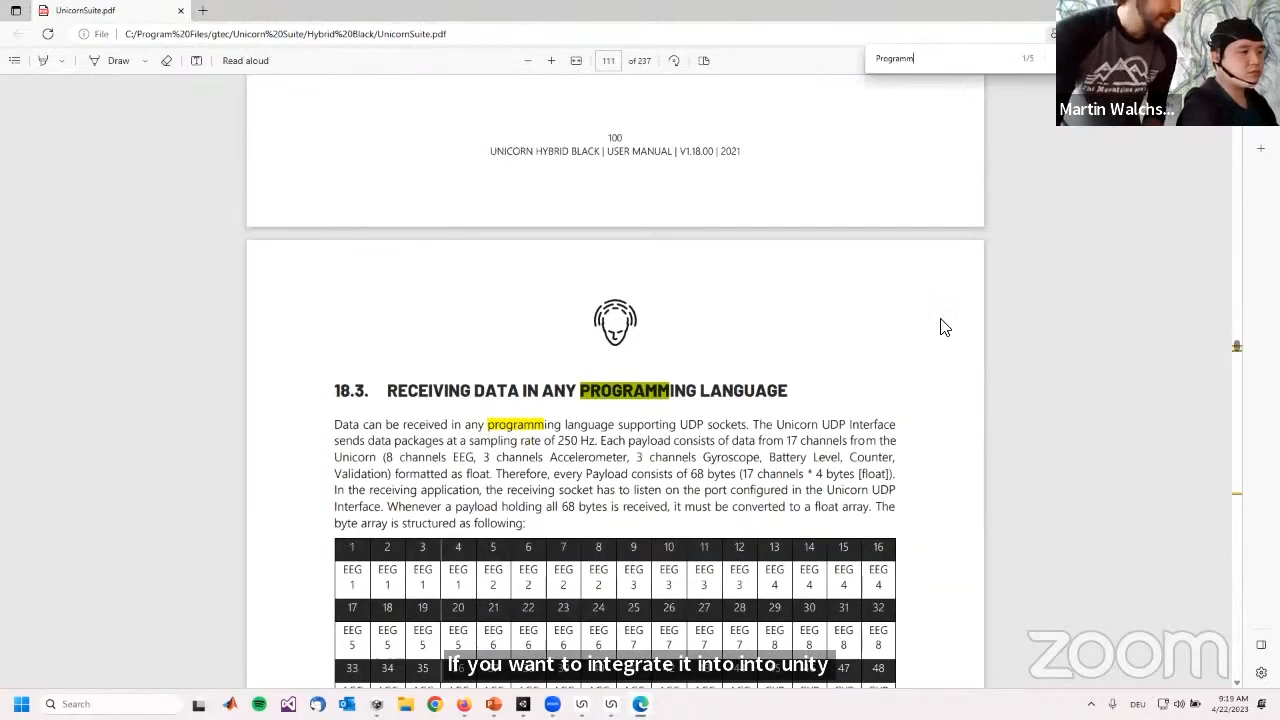 UnicornSuite.pdf
File
C:/Program%20Files/gtec/Unicorn%20Suite/Hybrid%20Black/UnicornSuite.pdf
Draw
Read aloud
111 of 237
Programm
1/5
Martin Walchs...
100
UNICORN HYBRID BLACK | USER MANUAL | V1.18.00 | 2021
18.3. RECEIVING DATA IN ANY PROGRAMMING LANGUAGE
Data can be received in any programming language supporting UDP sockets. The Unicorn UDP Interface
sends data packages at a sampling rate of 250 Hz. Each payload consists of data from 17 channels from the
Unicorn (8 channels EEG, 3 channels Accelerometer, 3 channels Gyroscope, Battery Level, Counter,
Validation) formatted as float. Therefore, every Payload consists of 68 bytes (17 channels * 4 bytes [float]).
In the receiving application, the receiving socket has to listen on the port configured in the Unicorn UDP
Interface. Whenever a payload holding all 68 bytes is received, it must be converted to a float array. The
byte array is structured as following:
1 2 3 4 5 6 7 8 9 10 11 12 13 14 15 16
EEG EEG EEG EEG EEG EEG EEG EEG EEG EEG EEG EEG EEG EEG EEG EEG
1 1 1 1 2 2 2 2 3 3 3 3 4 4 4 4
17 18 19 20 21 22 23 24 25 26 27 28 29 30 31 32
EEG EEG EEG EEG EEG EEG EEG EEG EEG EEG EEG EEG EEG EEG EEG EEG
5 5 5 5 6 6 6 6 7 7 7 7 8 8 8 8
33 34 35 47 48
If you want to integrate it into into unity
zoom
Search
DEU
9:19 AM
4/22/2023